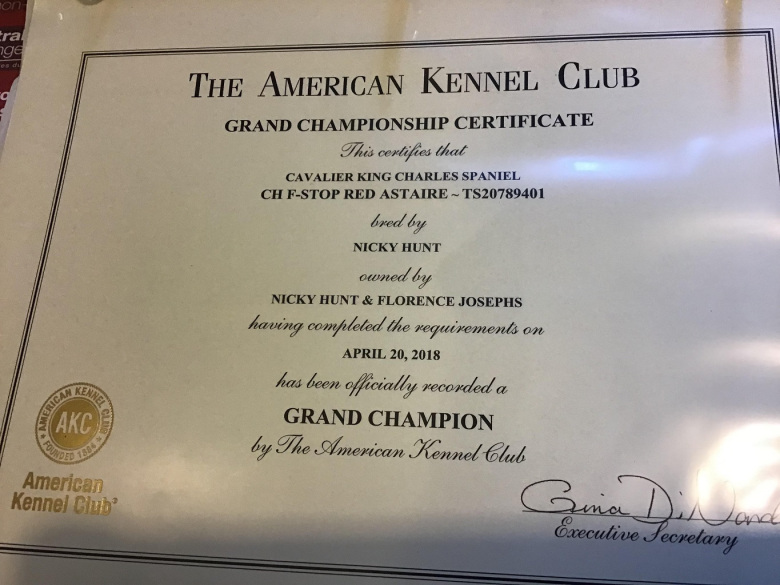 THE AMERICAN KENNEL CLUB
GRAND CHAMPIONSHIP CERTIFICATE
This certifies that
CAVALIER KING CHARLES SPANIEL
CH F-STOP RED ASTAIRE ~ TS20789401
bred by
NICKY HUNT
owned by
NICKY HUNT & FLORENCE JOSEPHS
having completed the requirements on
APRIL 20, 2018
has been officially recorded a
GRAND CHAMPION
by The American Kennel Club
AMERICAN KENNEL CLUB
AKC
FOUNDED 1884
American
Kennel Club®
Gina
Executive Secretary